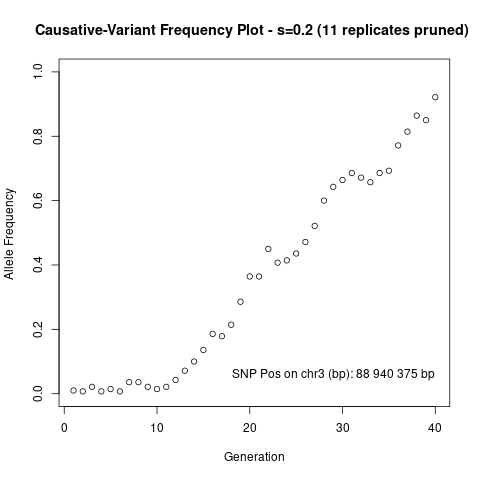 Causative-Variant Frequency Plot - s=0.2 (11 replicates pruned)
Allele Frequency
1.0
0.8
0.6
0.4
0.2
0.0
SNP Pos on chr3 (bp): 88 940 375 bp
0 10 20 30 40
Generation